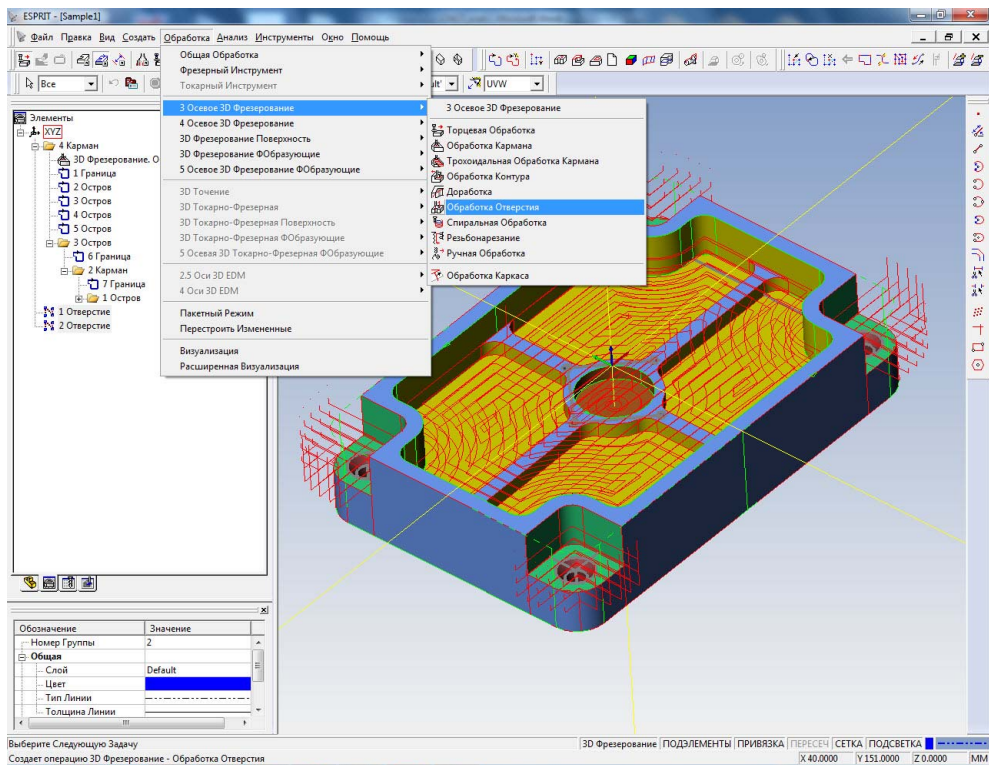 ESPRIT - [Sample1]
Файл Правка Вид Создать Обработка Анализ Инструменты Окно Помощь
Все
UVW
Элементы
XYZ
4 Карман
3D Фрезерование. О
1 Граница
2 Остров
3 Остров
4 Остров
5 Остров
3 Остров
6 Граница
2 Карман
7 Граница
1 Остров
1 Отверстие
2 Отверстие
Общая Обработка
Фрезерный Инструмент
Токарный Инструмент
3 Осевое 3D Фрезерование
4 Осевое 3D Фрезерование
3D Фрезерование Поверхность
3D Фрезерование ФОбразующие
5 Осевое 3D Фрезерование ФОбразующие
3D Точение
3D Токарно-Фрезерная
3D Токарно-Фрезерная Поверхность
3D Токарно-Фрезерная ФОбразующие
5 Осевая 3D Токарно-Фрезерная ФОбразующие
2.5 Оси 3D EDM
4 Оси 3D EDM
Пакетный Режим
Перестроить Измененные
Визуализация
Расширенная Визуализация
3 Осевое 3D Фрезерование
Торцевая Обработка
Обработка Кармана
Трохоидальная Обработка Кармана
Обработка Контура
Доработка
Обработка Отверстия
Спиральная Обработка
Резьбонарезание
Ручная Обработка
Обработка Каркаса
Обозначение Значение
Номер Группы 2
Общая
Слой Default
Цвет
Тип Линии
Толщина Линии
Выберите Следующую Задачу
3D Фрезерование ПОДЭЛЕМЕНТЫ ПРИВЯЗКА ПЕРЕСЕЧ СЕТКА ПОДСВЕТКА
Создает операцию 3D Фрезерование - Обработка Отверстия
X 40.0000 Y 151.0000 Z 0.0000 MM